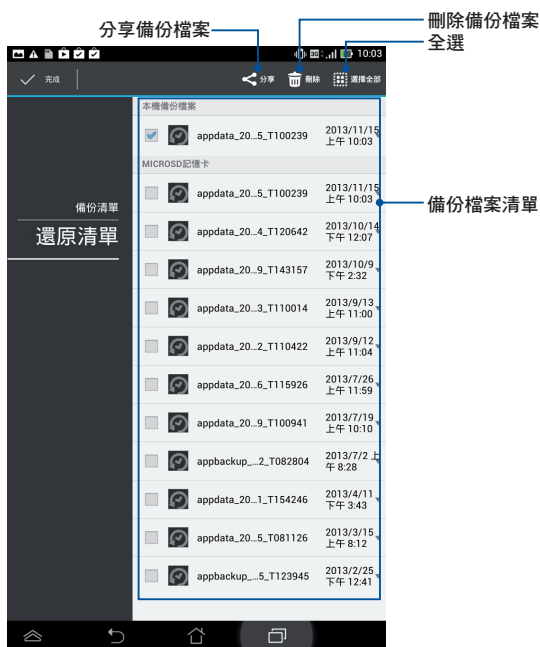 分享備份檔案
刪除備份檔案
全選
3G
10:03
完成
分享
刪除
選擇全部
本機備份檔案
appdata_20...5_T100239
2013/11/15
上午 10:03
MICROSD記憶卡
備份清單
還原清單
備份檔案清單
appdata_20...5_T100239
2013/11/15
上午 10:03
appdata_20...4_T120642
2013/10/14
下午 12:07
appdata_20...9_T143157
2013/10/9
下午 2:32
appdata_20...3_T110014
2013/9/13
上午 11:00
appdata_20...2_T110422
2013/9/12
上午 11:04
appdata_20...6_T115926
2013/7/26
上午 11:59
appdata_20...9_T100941
2013/7/19
上午 10:10
appbackup_...2_T082804
2013/7/2 上
午 8:28
appdata_20...1_T154246
2013/4/11
下午 3:43
appdata_20...5_T081126
2013/3/15
上午 8:12
appbackup_...5_T123945
2013/2/25
下午 12:41